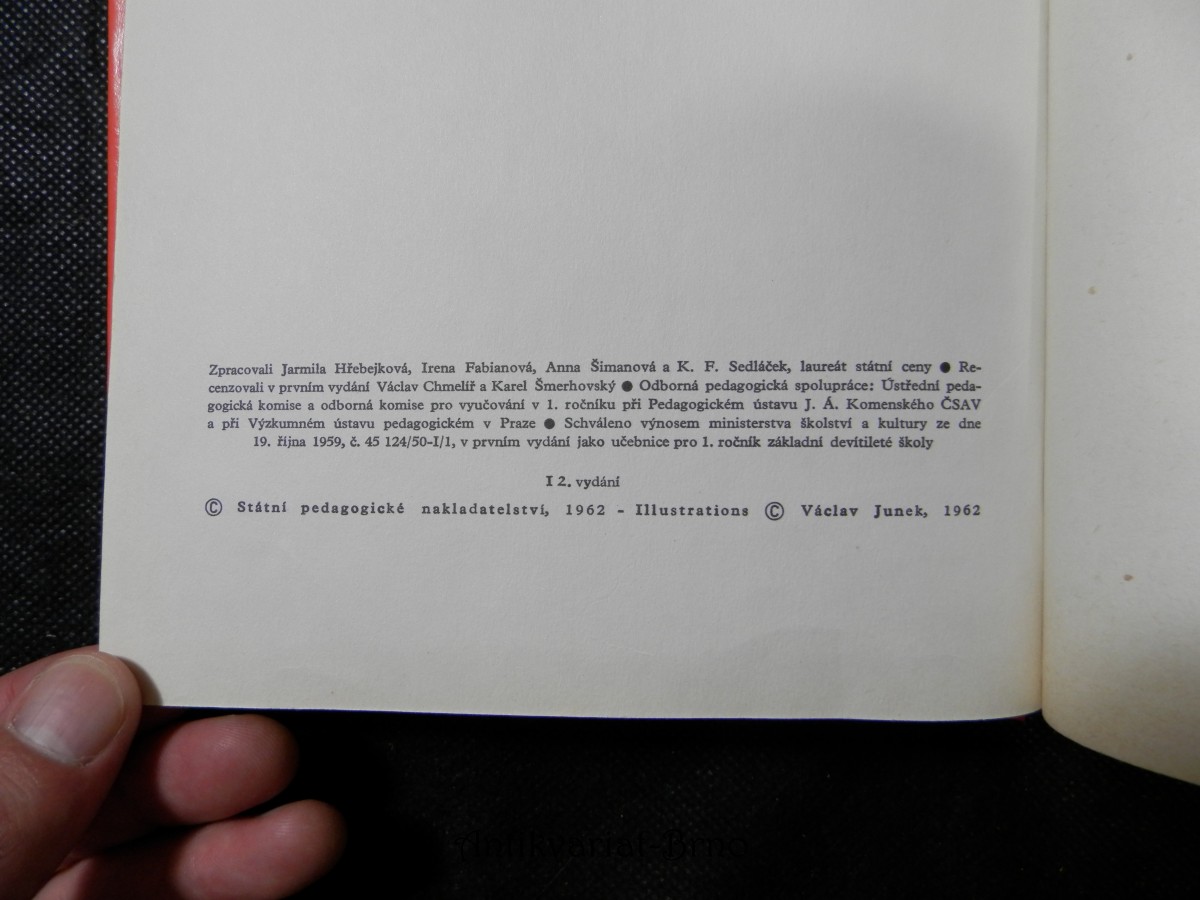 Zpracovali Jarmila Hřebejková, Irena Fabianová, Anna Šimanová a K. F. Sedláček, laureát státní ceny ● Re-
cenzovali v prvním vydání Václav Chmelíř a Karel Šmerhovský ● Odborná pedagogická spolupráce: Ústřední peda-
gogická komise a odborná komise pro vyučování v 1. ročníku při Pedagogickém ústavu J. Á. Komenského ČSAV
a při Výzkumném ústavu pedagogickém v Praze ● Schváleno výnosem ministerstva školství a kultury ze dne
19. října 1959, č. 45 124/50-I/1, v prvním vydání jako učebnice pro 1. ročník základní devítileté školy
I 2. vydání
© Státní pedagogické nakladatelství, 1962 - Illustrations © Václav Junek, 1962
Antikvariat-Brno